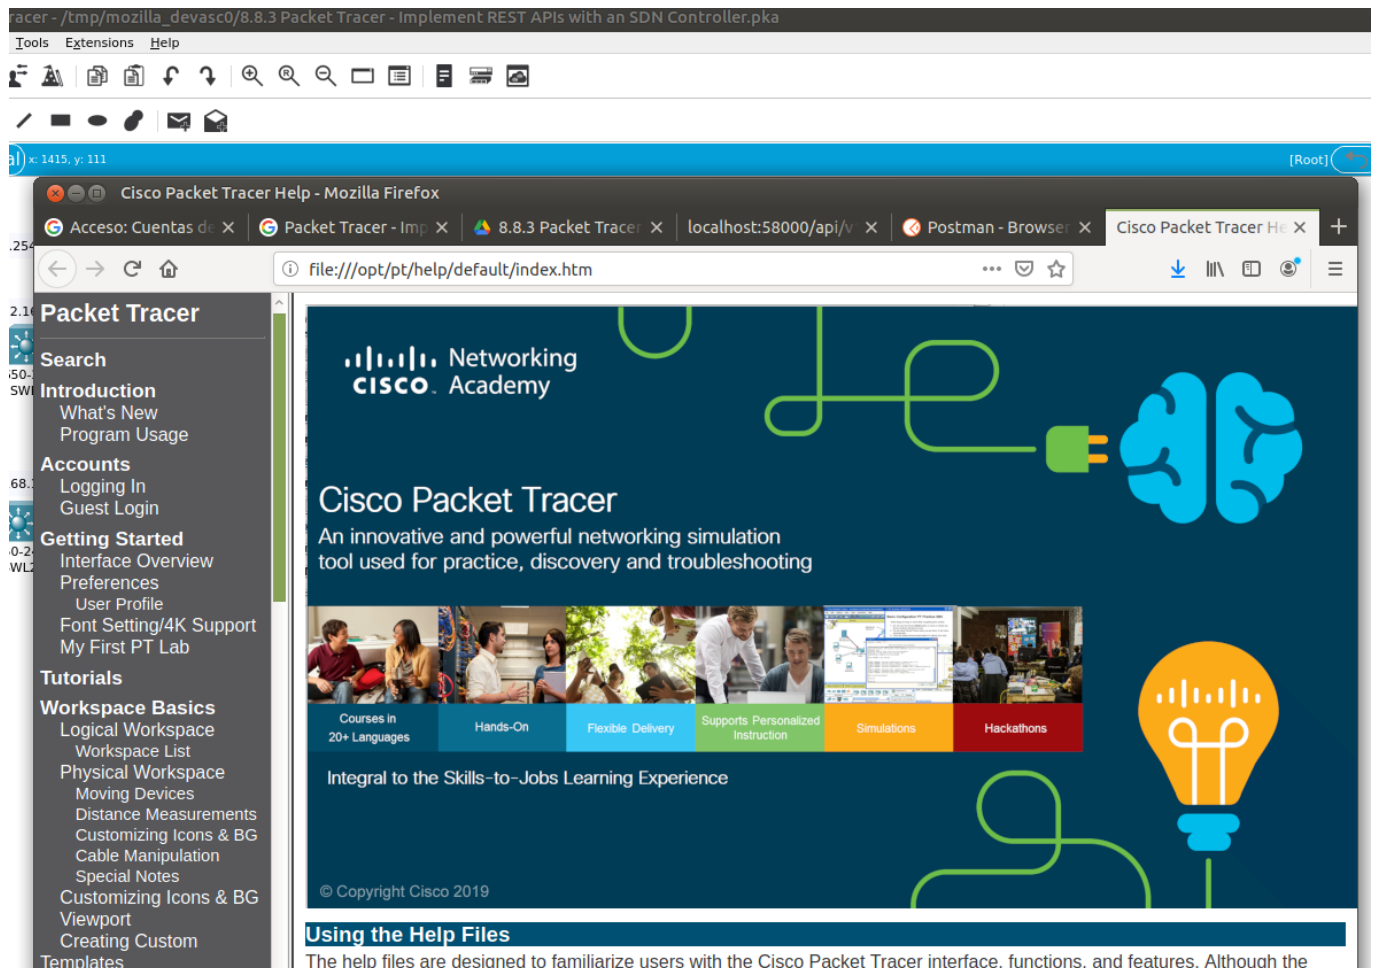 racer - /tmp/mozilla_devasc0/8.8.3 Packet Tracer - Implement REST APIs with an SDN Controller.pka
Tools Extensions Help
x: 1415, y: 111
[Root]
Cisco Packet Tracer Help - Mozilla Firefox
Acceso: Cuentas de
Packet Tracer - Imp
8.8.3 Packet Tracer
localhost:58000/api/v
Postman - Browser
Cisco Packet Tracer He
file:///opt/pt/help/default/index.htm
.254
2.16
650-
SWI
68.
0-24
WL2
Packet Tracer
Search
Introduction
What's New
Program Usage
Accounts
Logging In
Guest Login
Getting Started
Interface Overview
Preferences
User Profile
Font Setting/4K Support
My First PT Lab
Tutorials
Workspace Basics
Logical Workspace
Workspace List
Physical Workspace
Moving Devices
Distance Measurements
Customizing Icons & BG
Cable Manipulation
Special Notes
Customizing Icons & BG
Viewport
Creating Custom
Templates
Networking
CISCO Academy
Cisco Packet Tracer
An innovative and powerful networking simulation
tool used for practice, discovery and troubleshooting
Courses in
20+ Languages
Hands-On
Flexible Delivery
Supports Personalized
Instruction
Simulations
Hackathons
Integral to the Skills-to-Jobs Learning Experience
© Copyright Cisco 2019
Using the Help Files
The help files are designed to familiarize users with the Cisco Packet Tracer interface, functions, and features. Although the